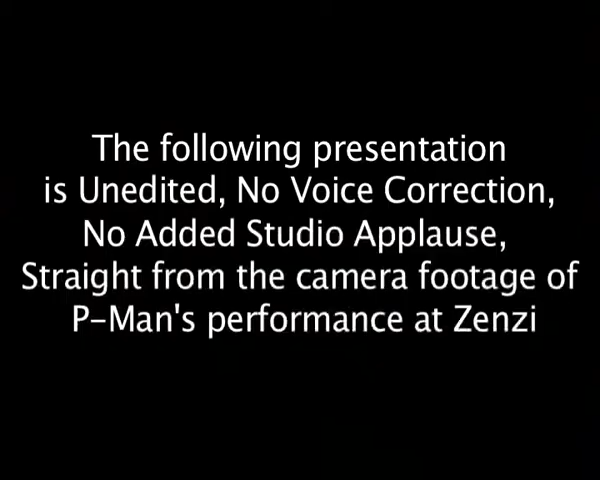 The following presentation
is Unedited, No Voice Correction,
No Added Studio Applause,
Straight from the camera footage of
P-Man's performance at Zenzi